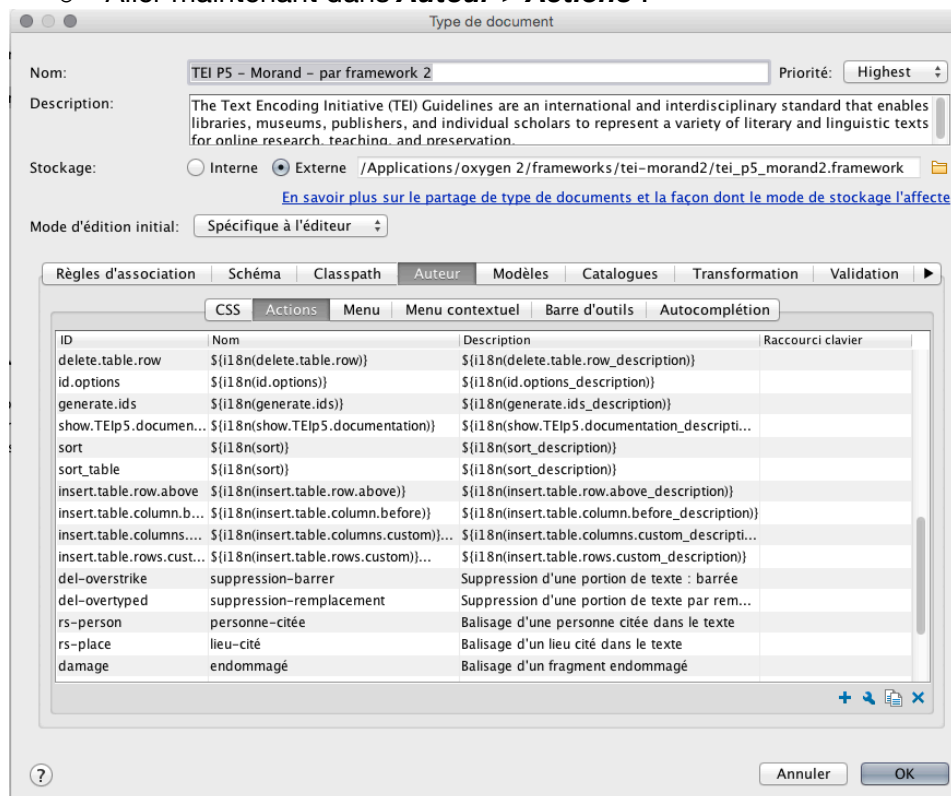 ○ Aller maintenant dans Auteur > Actions :
Type de document
Nom: TEI P5 – Morand – par framework 2 Priorité: Highest
Description: The Text Encoding Initiative (TEI) Guidelines are an international and interdisciplinary standard that enables
libraries, museums, publishers, and individual scholars to represent a variety of literary and linguistic texts
for online research, teaching, and preservation.
Stockage: Interne Externe /Applications/oxygen 2/frameworks/tei-morand2/tei_p5_morand2.framework
En savoir plus sur le partage de type de documents et la façon dont le mode de stockage l'affecte
Mode d'édition initial: Spécifique à l'éditeur
Règles d'association Schéma Classpath Auteur Modèles Catalogues Transformation Validation
CSS Actions Menu Menu contextuel Barre d'outils Autocomplétion
ID Nom Description Raccourci clavier
delete.table.row ${i18n(delete.table.row)} ${i18n(delete.table.row_description)}
id.options ${i18n(id.options)} ${i18n(id.options_description)}
generate.ids ${i18n(generate.ids)} ${i18n(generate.ids_description)}
show.TEIp5.documen... ${i18n(show.TEIp5.documentation)} ${i18n(show.TEIp5.documentation_descripti...
sort ${i18n(sort)} ${i18n(sort_description)}
sort_table ${i18n(sort)} ${i18n(sort_description)}
insert.table.row.above ${i18n(insert.table.row.above)} ${i18n(insert.table.row.above_description)}
insert.table.column.b... ${i18n(insert.table.column.before)} ${i18n(insert.table.column.before_description)}
insert.table.columns.... ${i18n(insert.table.columns.custom)}... ${i18n(insert.table.columns.custom_descripti...
insert.table.rows.cust... ${i18n(insert.table.rows.custom)}... ${i18n(insert.table.rows.custom_description)}
del-overstrike suppression-barrer Suppression d'une portion de texte : barrée
del-overtyped suppression-remplacement Suppression d'une portion de texte par rem...
rs-person personne-citée Balisage d'une personne citée dans le texte
rs-place lieu-cité Balisage d'un lieu cité dans le texte
damage endommagé Balisage d'un fragment endommagé
? Annuler OK